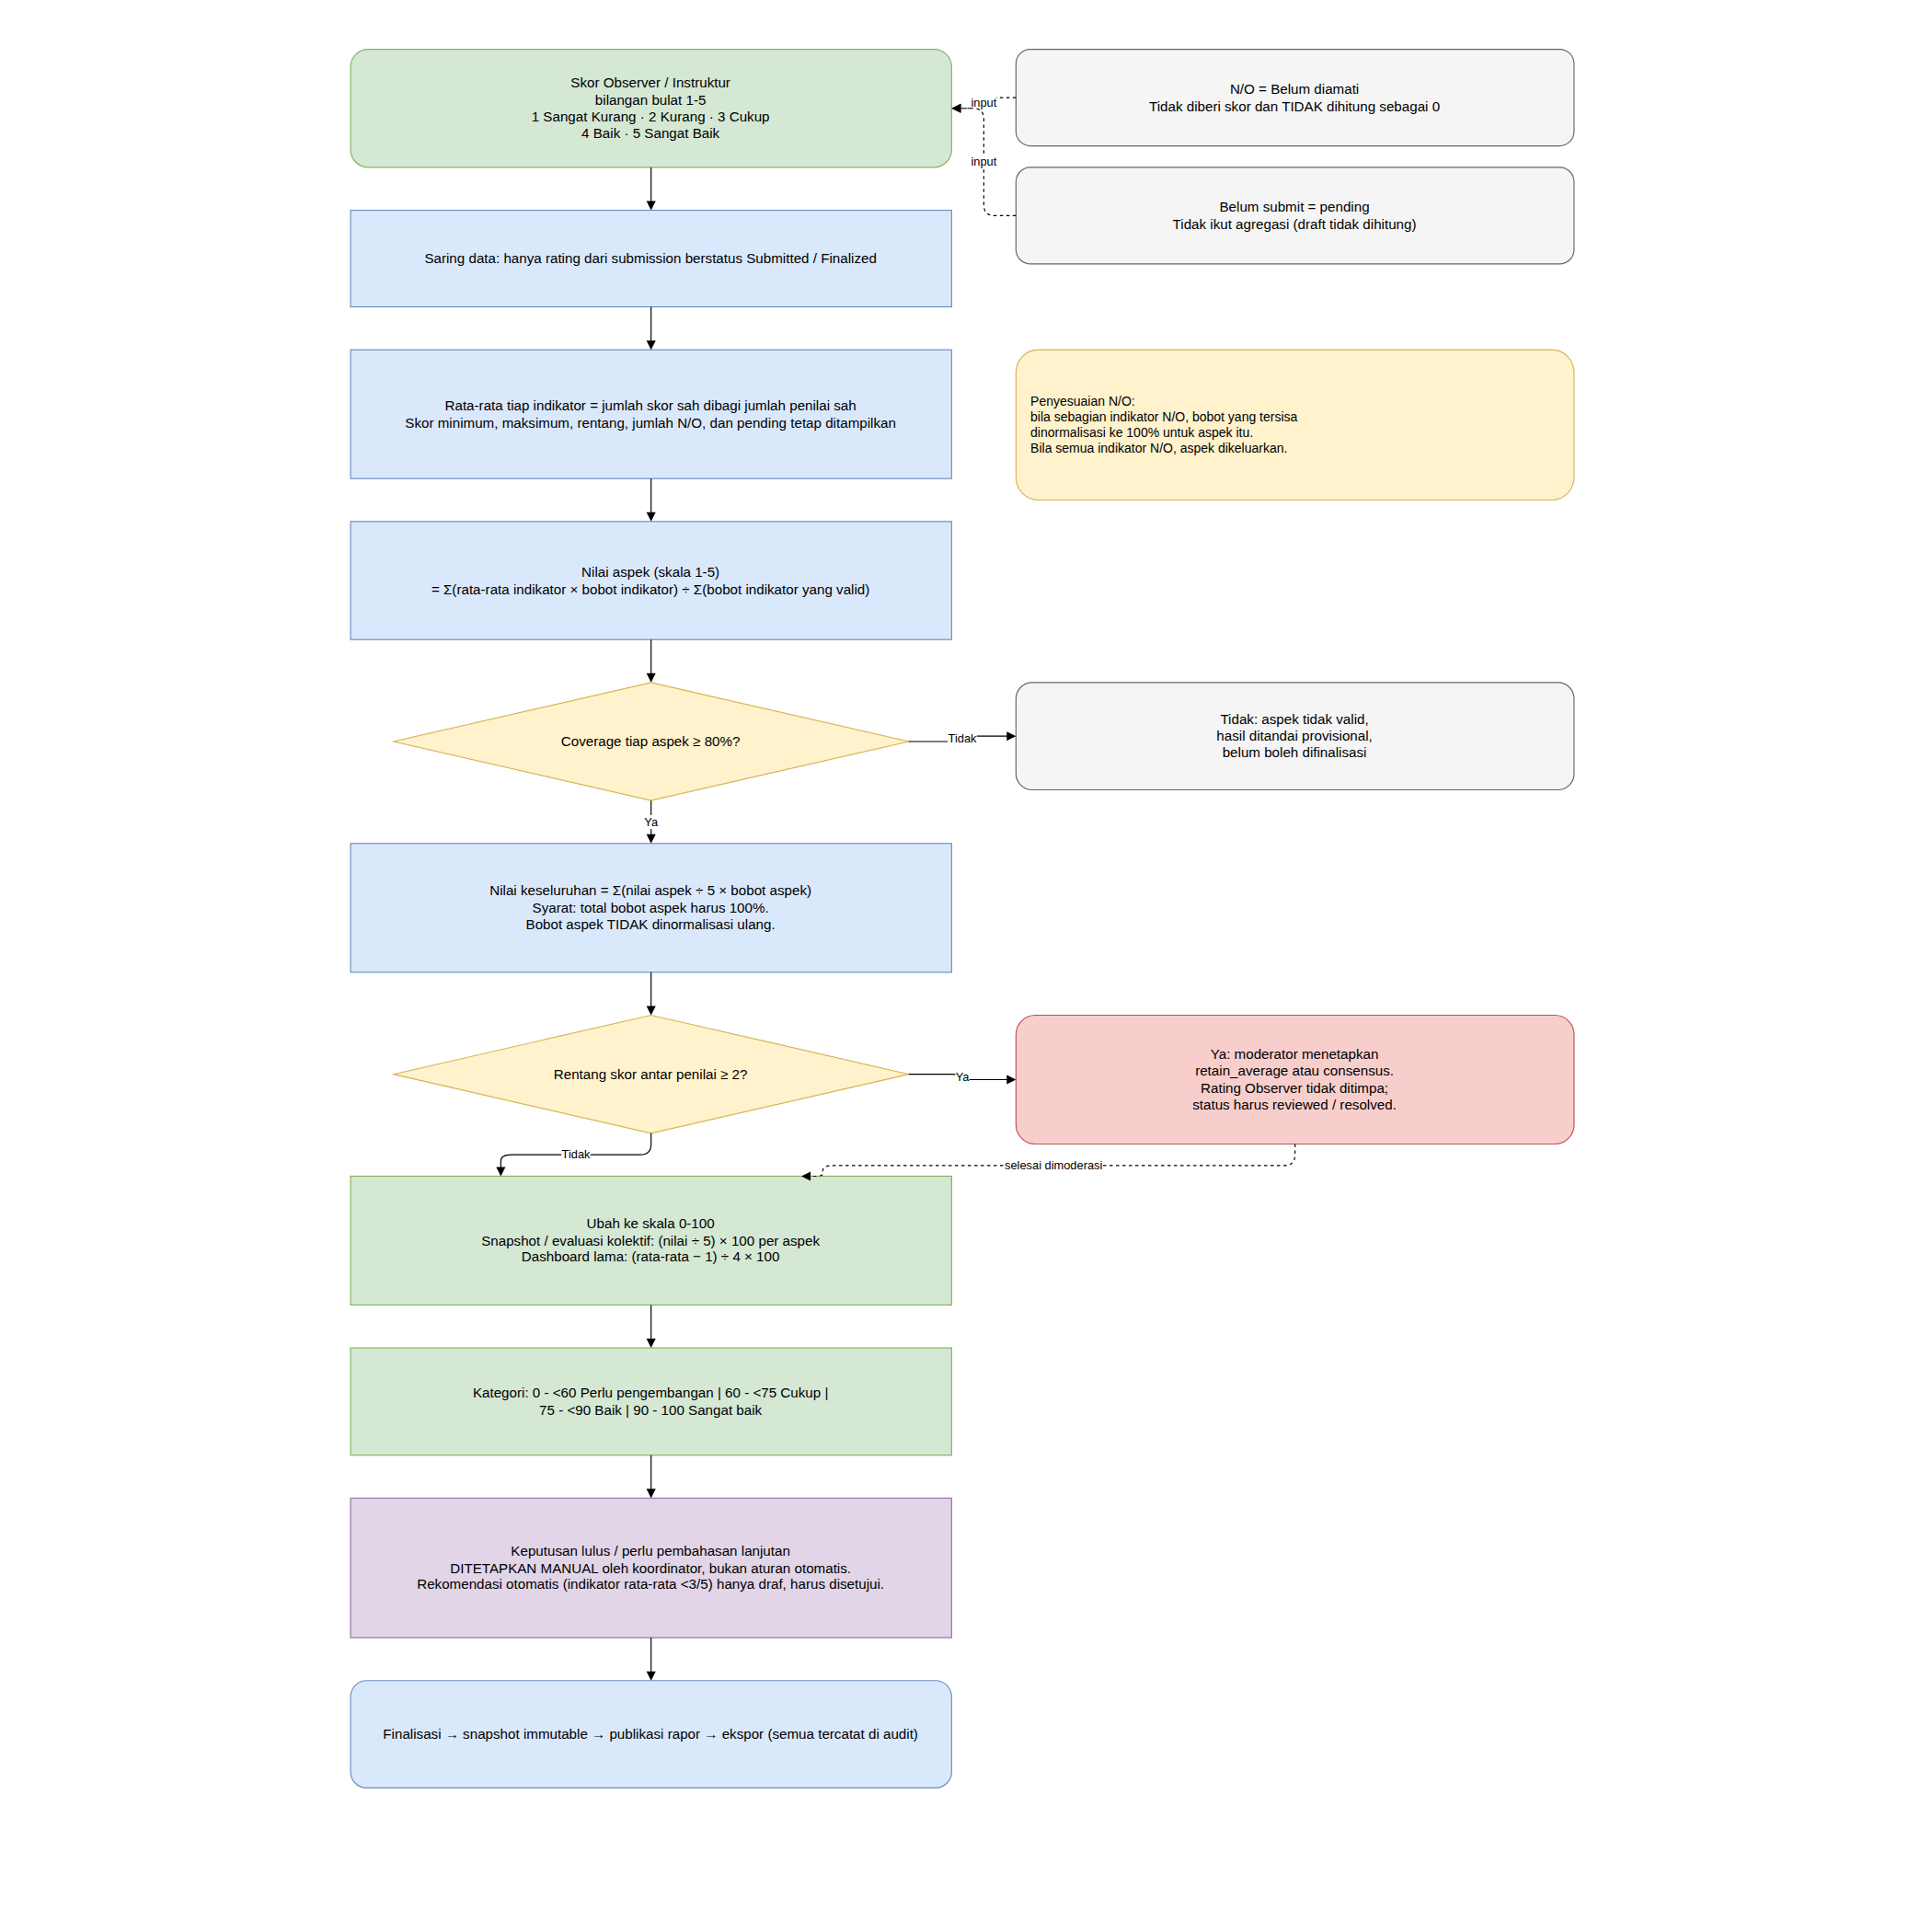 Skor Observer / Instruktur
bilangan bulat 1-5
1 Sangat Kurang · 2 Kurang · 3 Cukup
4 Baik · 5 Sangat Baik
input
N/O = Belum diamati
Tidak diberi skor dan TIDAK dihitung sebagai 0
input
Belum submit = pending
Tidak ikut agregasi (draft tidak dihitung)
Saring data: hanya rating dari submission berstatus Submitted / Finalized
Rata-rata tiap indikator = jumlah skor sah dibagi jumlah penilai sah
Skor minimum, maksimum, rentang, jumlah N/O, dan pending tetap ditampilkan
Penyesuaian N/O:
bila sebagian indikator N/O, bobot yang tersisa
dinormalisasi ke 100% untuk aspek itu.
Bila semua indikator N/O, aspek dikeluarkan.
Nilai aspek (skala 1-5)
= Σ(rata-rata indikator × bobot indikator) ÷ Σ(bobot indikator yang valid)
Coverage tiap aspek ≥ 80%?
Tidak
Tidak: aspek tidak valid,
hasil ditandai provisional,
belum boleh difinalisasi
Ya
Nilai keseluruhan = Σ(nilai aspek ÷ 5 × bobot aspek)
Syarat: total bobot aspek harus 100%.
Bobot aspek TIDAK dinormalisasi ulang.
Rentang skor antar penilai ≥ 2?
Ya
Ya: moderator menetapkan
retain_average atau consensus.
Rating Observer tidak ditimpa;
status harus reviewed / resolved.
Tidak
selesai dimoderasi
Ubah ke skala 0-100
Snapshot / evaluasi kolektif: (nilai ÷ 5) × 100 per aspek
Dashboard lama: (rata-rata − 1) ÷ 4 × 100
Kategori: 0 - <60 Perlu pengembangan | 60 - <75 Cukup |
75 - <90 Baik | 90 - 100 Sangat baik
Keputusan lulus / perlu pembahasan lanjutan
DITETAPKAN MANUAL oleh koordinator, bukan aturan otomatis.
Rekomendasi otomatis (indikator rata-rata <3/5) hanya draf, harus disetujui.
Finalisasi → snapshot immutable → publikasi rapor → ekspor (semua tercatat di audit)